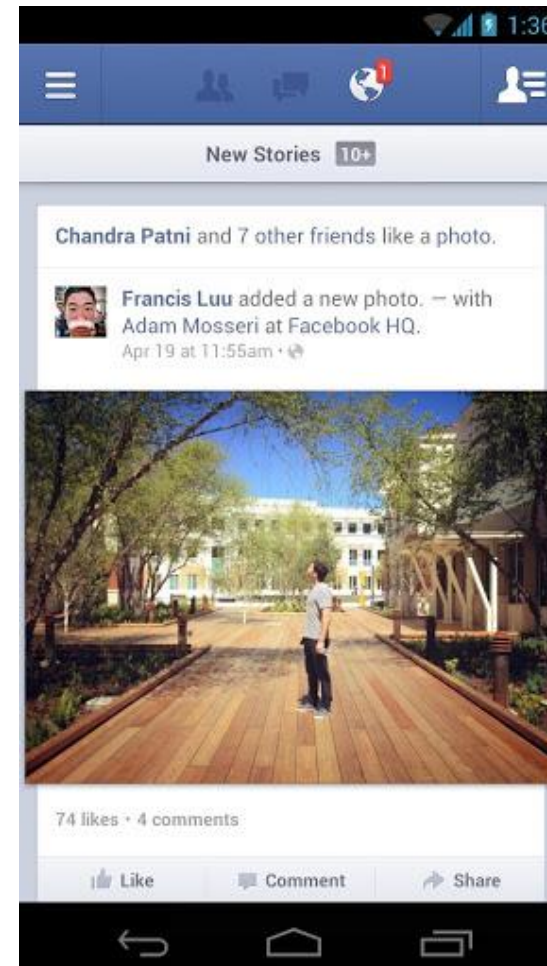 1:36
1
New Stories 10+
Chandra Patni and 7 other friends like a photo.
Francis Luu added a new photo. — with
Adam Mosseri at Facebook HQ.
Apr 19 at 11:55am •
74 likes • 4 comments
Like Comment Share